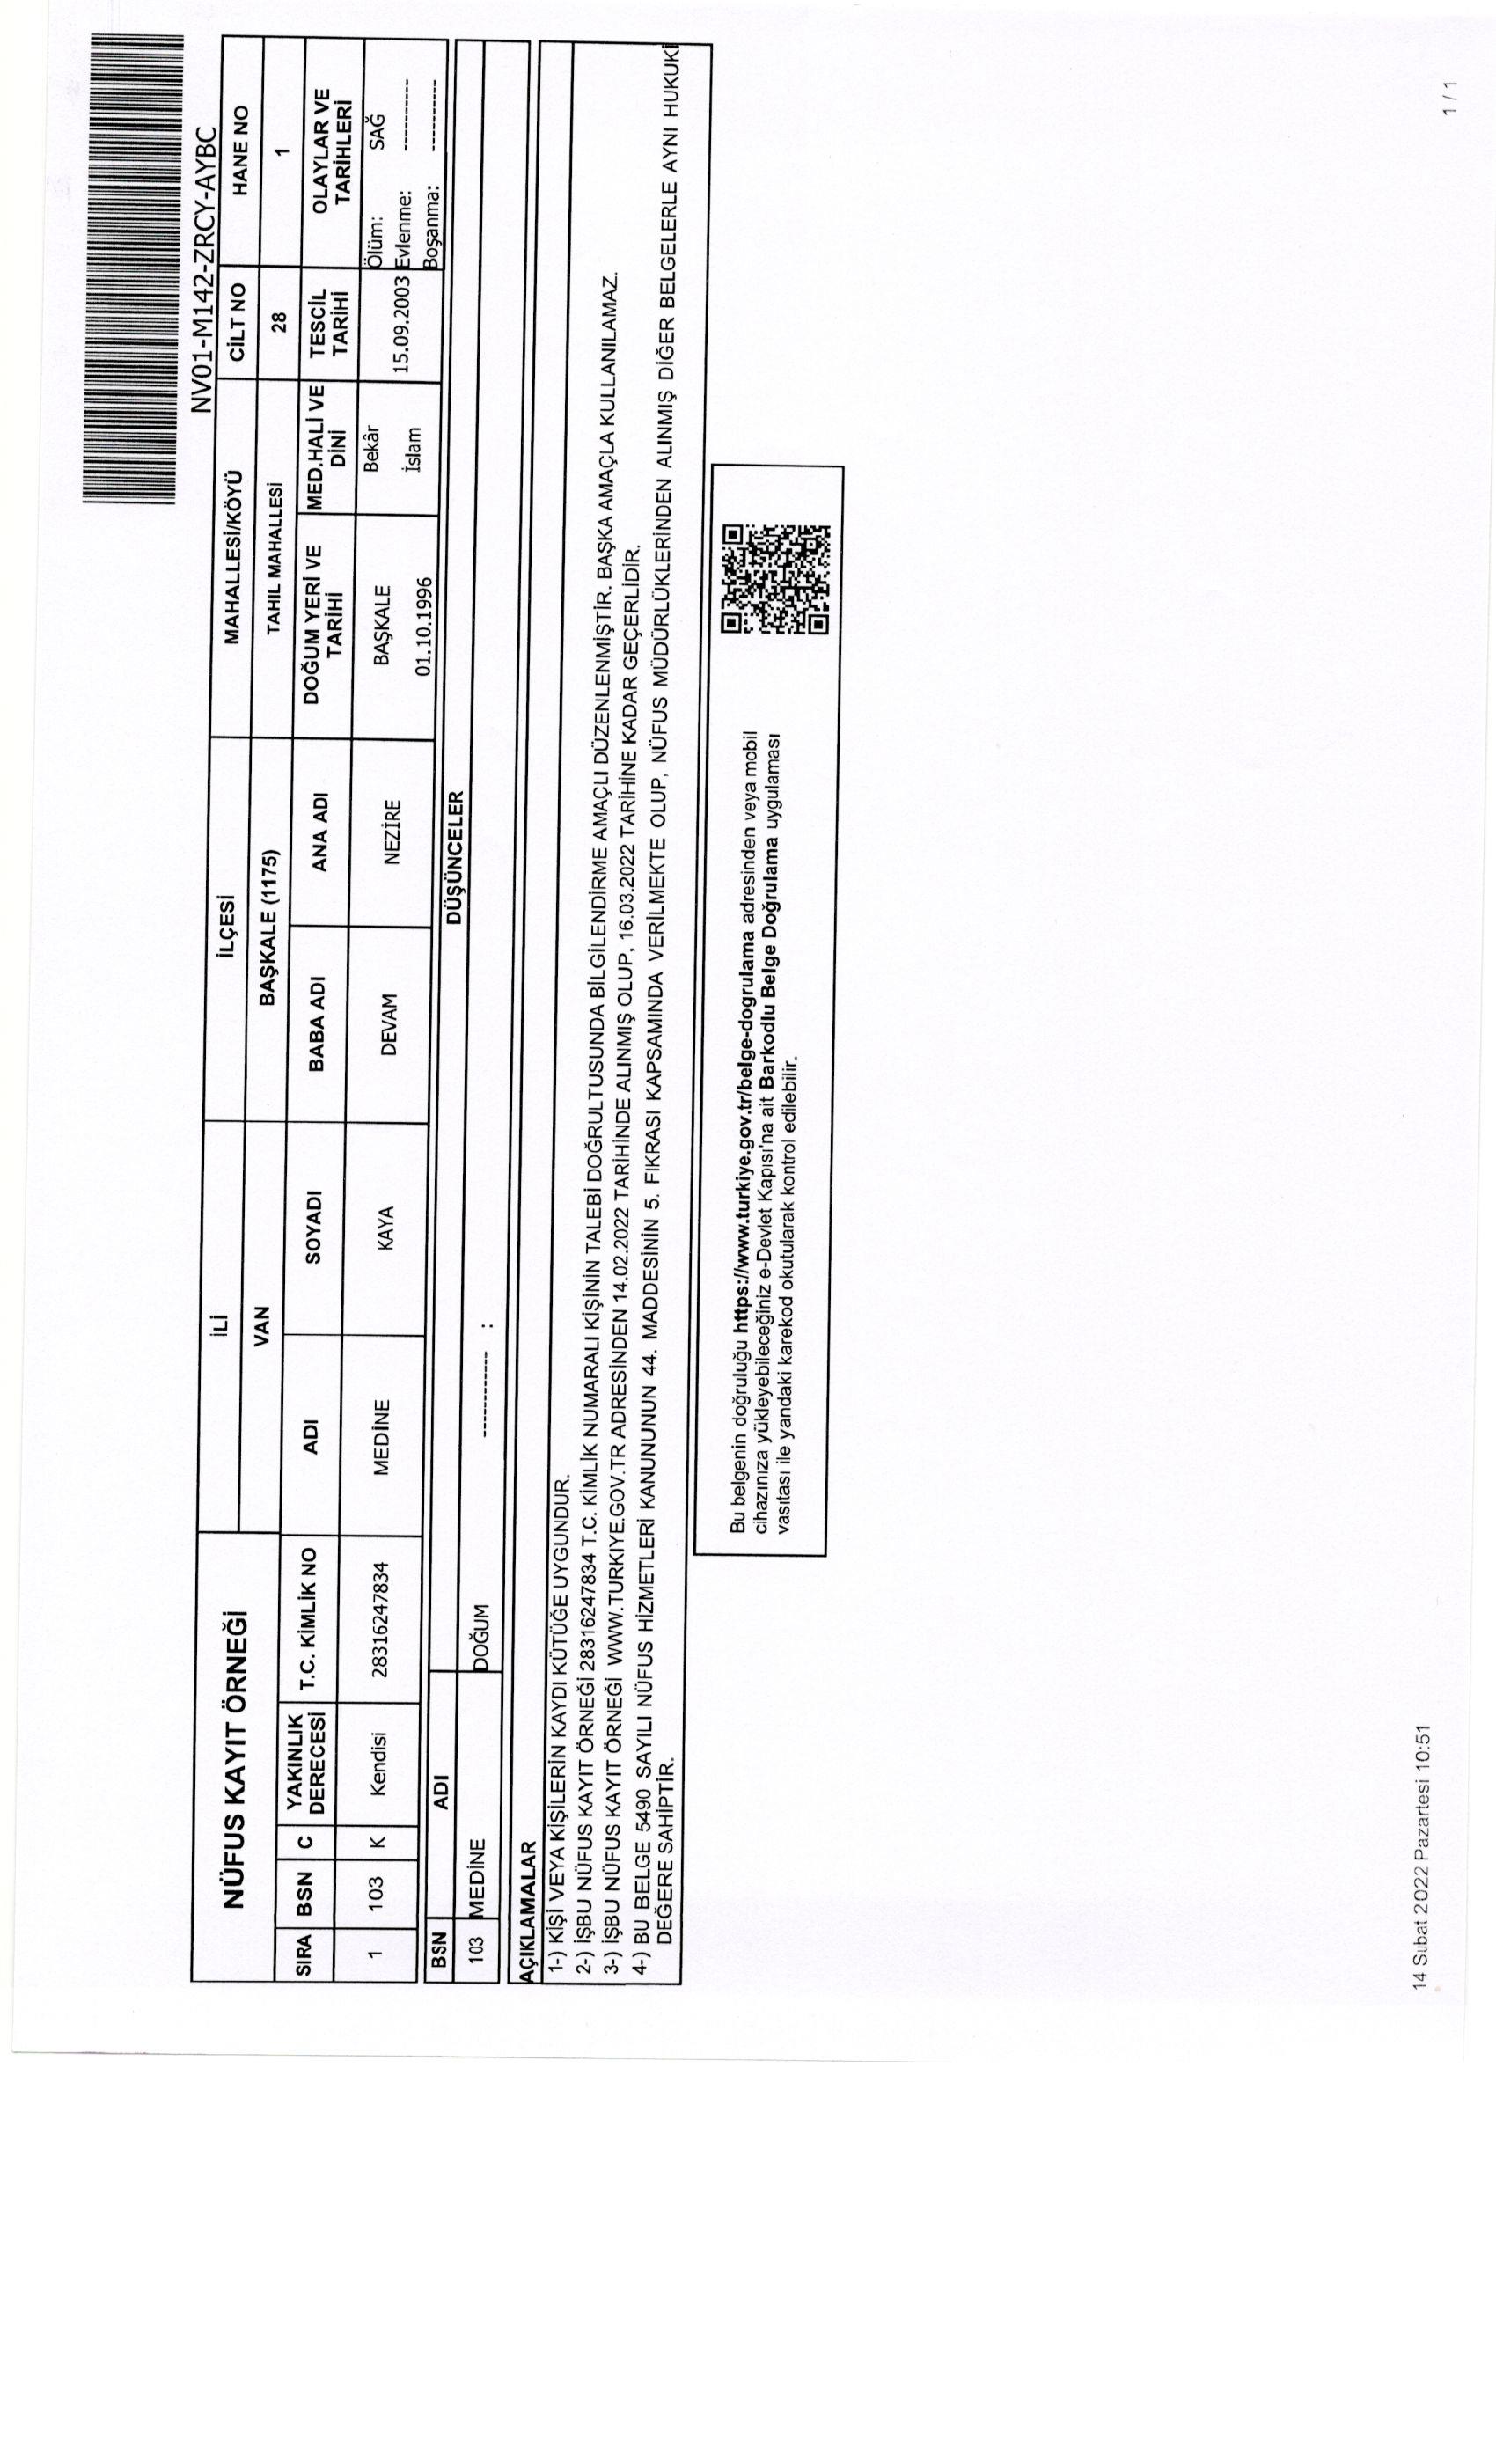 NV01-M142-ZRCY-AYBC
NÜFUS KAYIT ÖRNEĞİ
İLİ İLÇESİ MAHALLESİ/KÖYÜ CİLT NO HANE NO
VAN BAŞKALE (1175) TAHIL MAHALLESİ 28 1
SIRA BSN C YAKINLIK DERECESİ T.C. KİMLİK NO ADI SOYADI BABA ADI ANA ADI DOĞUM YERİ VE TARİHİ MED.HALİ VE DİNİ TESCİL TARİHİ OLAYLAR VE TARİHLERİ
1 103 K Kendisi 28316247834 MEDİNE KAYA DEVAM NEZİRE BAŞKALE 01.10.1996 Bekâr İslam 15.09.2003 Ölüm: SAĞ
Evlenme: ----------
Boşanma: ----------
BSN ADI DÜŞÜNCELER
103 MEDİNE DOĞUM ----------- :
AÇIKLAMALAR
1-) KİŞİ VEYA KİŞİLERİN KAYDI KÜTÜĞE UYGUNDUR.
2-) İŞBU NÜFUS KAYIT ÖRNEĞİ 28316247834 T.C. KİMLİK NUMARALI KİŞİNİN TALEBİ DOĞRULTUSUNDA BİLGİLENDİRME AMAÇLI DÜZENLENMİŞTİR. BAŞKA AMAÇLA KULLANILAMAZ.
3-) İŞBU NÜFUS KAYIT ÖRNEĞİ WWW.TURKIYE.GOV.TR ADRESİNDEN 14.02.2022 TARİHİNDE ALINMIŞ OLUP, 16.03.2022 TARİHİNE KADAR GEÇERLİDİR.
4-) BU BELGE 5490 SAYILI NÜFUS HİZMETLERİ KANUNUNUN 44. MADDESİNİN 5. FIKRASI KAPSAMINDA VERİLMEKTE OLUP, NÜFUS MÜDÜRLÜKLERİNDEN ALINMIŞ DİĞER BELGELERLE AYNI HUKUKİ
DEĞERE SAHİPTİR.
Bu belgenin doğruluğu https://www.turkiye.gov.tr/belge-dogrulama adresinden veya mobil
cihazınıza yükleyebileceğiniz e-Devlet Kapısı'na ait Barkodlu Belge Doğrulama uygulaması
vasıtası ile yandaki karekod okutularak kontrol edilebilir.
14 Şubat 2022 Pazartesi 10:51
1 / 1